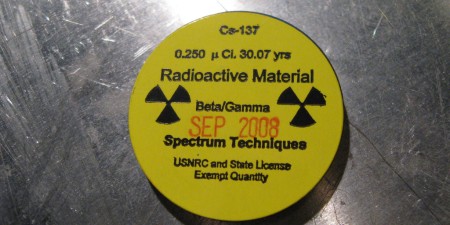 Cs-137
0.250 μ Ci. 30.07 yrs
Radioactive Material
Beta/Gamma
SEP 2008
Spectrum Techniques
USNRC and State License
Exempt Quantity